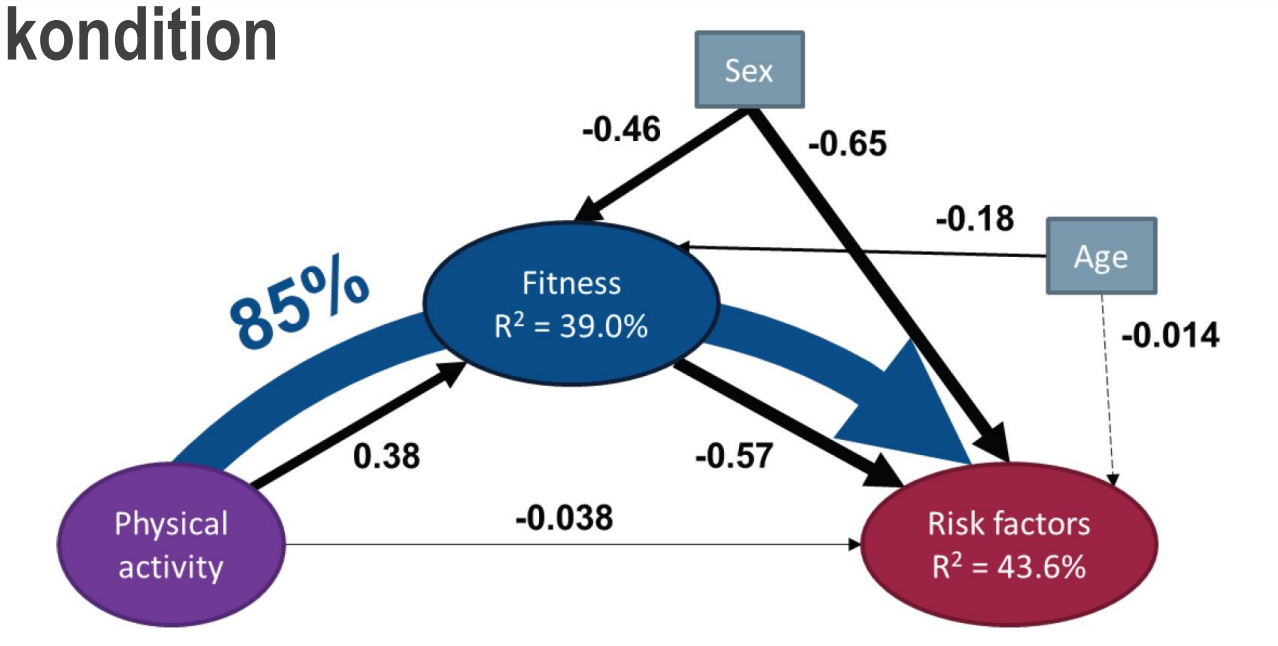 kondition
Sex
-0.46
-0.65
-0.18
Age
85%
Fitness
R² = 39.0%
-0.014
0.38
-0.57
-0.038
Physical
activity
Risk factors
R² = 43.6%